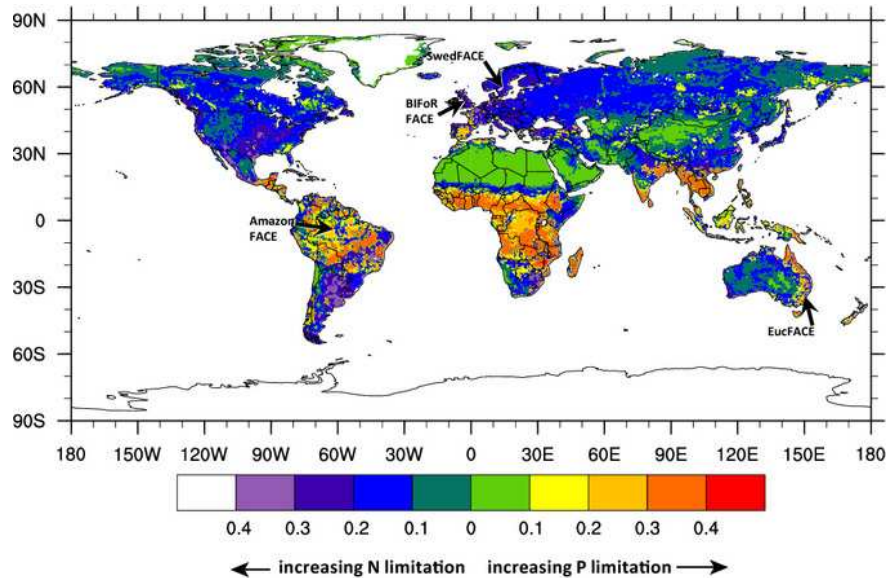 90N
60N
30N
0
30S
60S
90S
SwedFACE
BIFoR
FACE
Amazon
FACE
EucFACE
180 150W 120W 90W 60W 30W 0 30E 60E 90E 120E 150E 180
0.4 0.3 0.2 0.1 0 0.1 0.2 0.3 0.4
increasing N limitation increasing P limitation